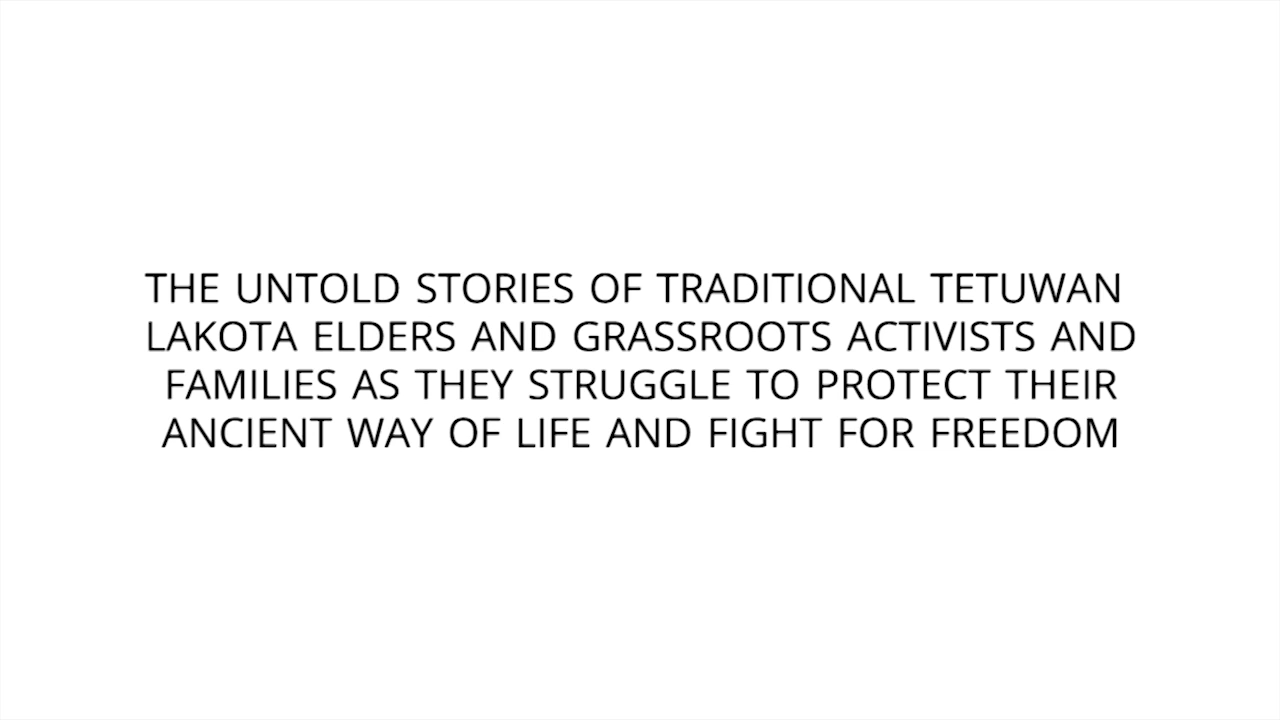 THE UNTOLD STORIES OF TRADITIONAL TETUWAN
LAKOTA ELDERS AND GRASSROOTS ACTIVISTS AND
FAMILIES AS THEY STRUGGLE TO PROTECT THEIR
ANCIENT WAY OF LIFE AND FIGHT FOR FREEDOM